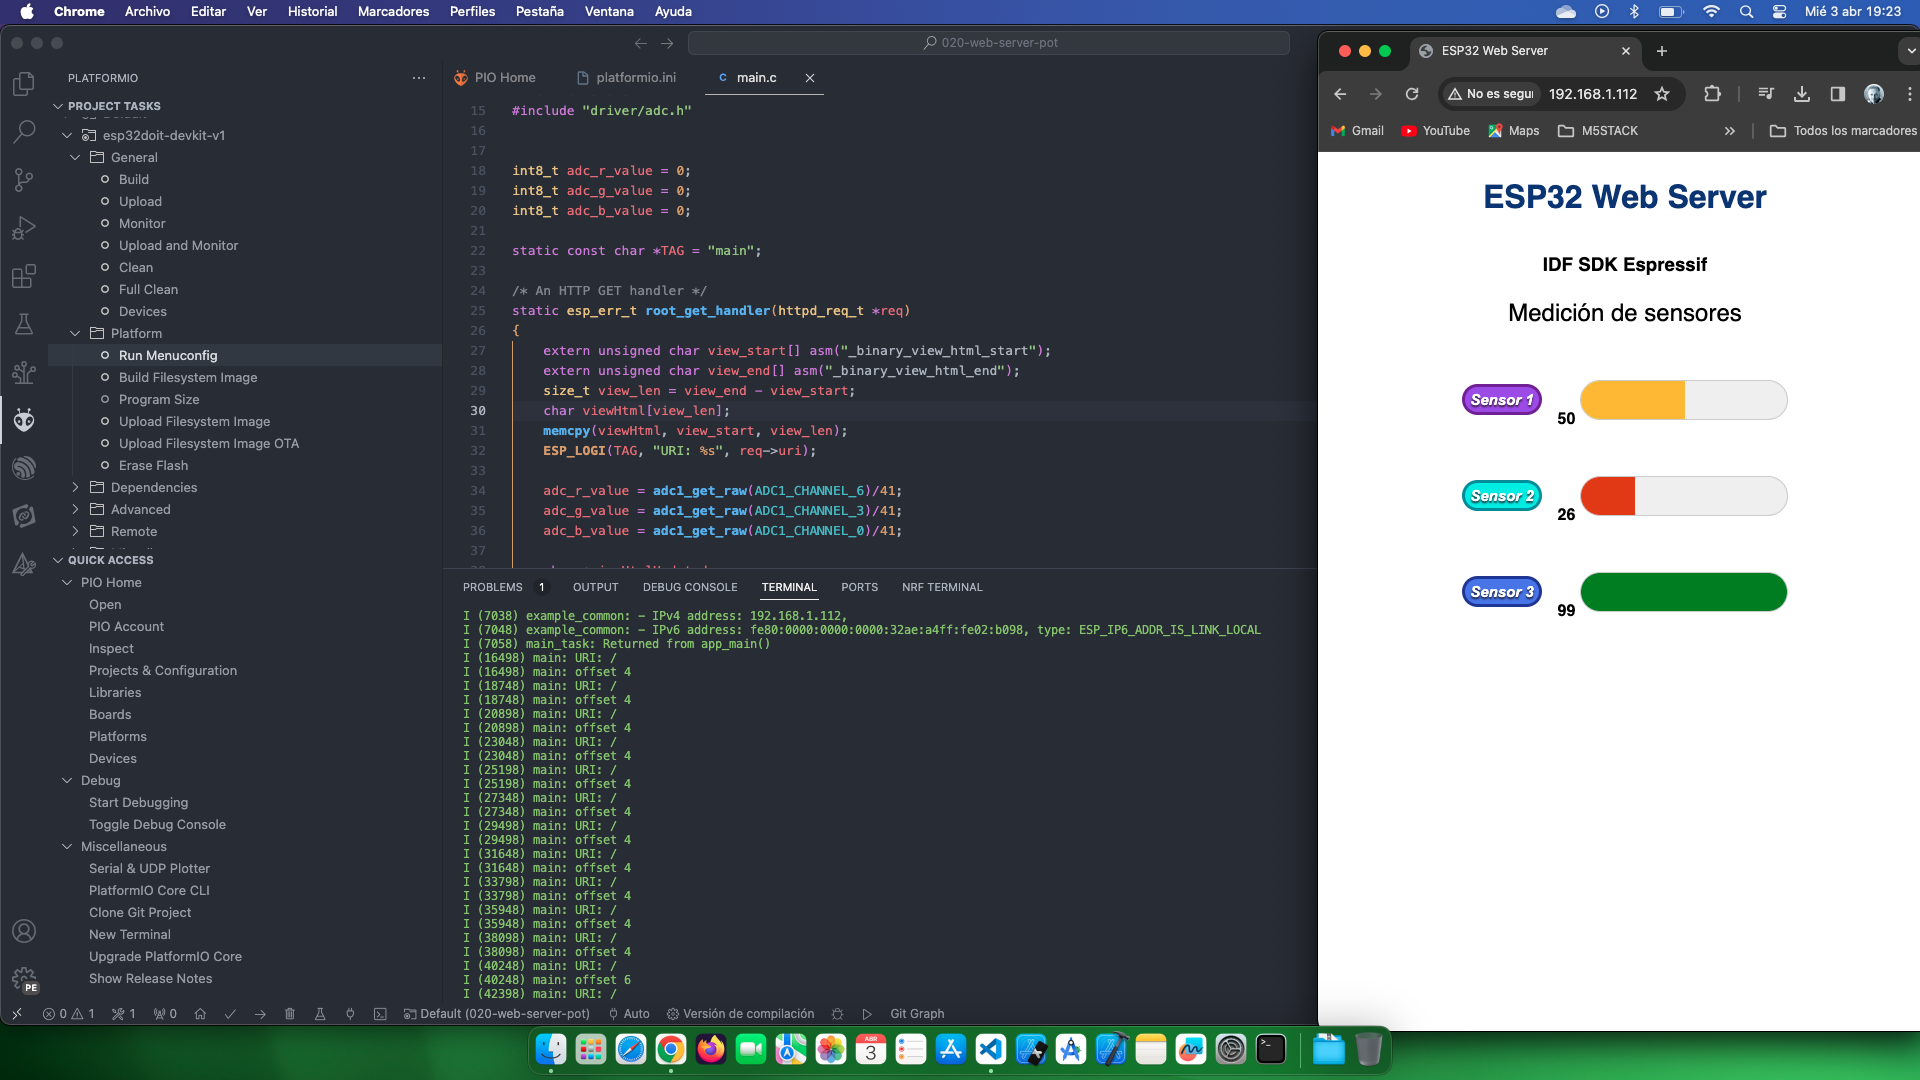 Chrome Archivo Editar Ver Historial Marcadores Perfiles Pestaña Ventana Ayuda Mié 3 abr 19:23
020-web-server-pot
PLATFORMIO
PROJECT TASKS
esp32doit-devkit-v1
General
Build
Upload
Monitor
Upload and Monitor
Clean
Full Clean
Devices
Platform
Run Menuconfig
Build Filesystem Image
Program Size
Upload Filesystem Image
Upload Filesystem Image OTA
Erase Flash
Dependencies
Advanced
Remote
QUICK ACCESS
PIO Home
Open
PIO Account
Inspect
Projects & Configuration
Libraries
Boards
Platforms
Devices
Debug
Start Debugging
Toggle Debug Console
Miscellaneous
Serial & UDP Plotter
PlatformIO Core CLI
Clone Git Project
New Terminal
Upgrade PlatformIO Core
Show Release Notes
PE
PIO Home platformio.ini C main.c
15 #include "driver/adc.h"
16
17
18 int8_t adc_r_value = 0;
19 int8_t adc_g_value = 0;
20 int8_t adc_b_value = 0;
21
22 static const char *TAG = "main";
23
24 /* An HTTP GET handler */
25 static esp_err_t root_get_handler(httpd_req_t *req)
26 {
27 extern unsigned char view_start[] asm("_binary_view_html_start");
28 extern unsigned char view_end[] asm("_binary_view_html_end");
29 size_t view_len = view_end - view_start;
30 char viewHtml[view_len];
31 memcpy(viewHtml, view_start, view_len);
32 ESP_LOGI(TAG, "URI: %s", req->uri);
33
34 adc_r_value = adc1_get_raw(ADC1_CHANNEL_6)/41;
35 adc_g_value = adc1_get_raw(ADC1_CHANNEL_3)/41;
36 adc_b_value = adc1_get_raw(ADC1_CHANNEL_0)/41;
37
PROBLEMS 1 OUTPUT DEBUG CONSOLE TERMINAL PORTS NRF TERMINAL
I (7038) example_common: - IPv4 address: 192.168.1.112,
I (7048) example_common: - IPv6 address: fe80:0000:0000:0000:32ae:a4ff:fe02:b098, type: ESP_IP6_ADDR_IS_LINK_LOCAL
I (7058) main_task: Returned from app_main()
I (16498) main: URI: /
I (16498) main: offset 4
I (18748) main: URI: /
I (18748) main: offset 4
I (20898) main: URI: /
I (20898) main: offset 4
I (23048) main: URI: /
I (23048) main: offset 4
I (25198) main: URI: /
I (25198) main: offset 4
I (27348) main: URI: /
I (27348) main: offset 4
I (29498) main: URI: /
I (29498) main: offset 4
I (31648) main: URI: /
I (31648) main: offset 4
I (33798) main: URI: /
I (33798) main: offset 4
I (35948) main: URI: /
I (35948) main: offset 4
I (38098) main: URI: /
I (38098) main: offset 4
I (40248) main: URI: /
I (40248) main: offset 6
I (42398) main: URI: /
0 1 1 0 Default (020-web-server-pot) Auto Versión de compilación Git Graph
ESP32 Web Server
No es segu 192.168.1.112
Gmail YouTube Maps M5STACK » Todos los marcadores
ESP32 Web Server
IDF SDK Espressif
Medición de sensores
Sensor 1 50
Sensor 2 26
Sensor 3 99
ABR
3